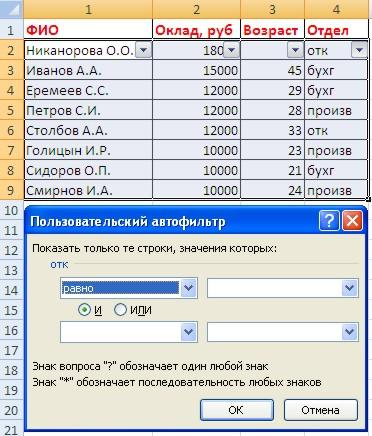 1 2 3 4
1 ФИО Оклад, руб Возраст Отдел
2 Никанорова О.О. 180 отк
3 Иванов А.А. 15000 45 бухг
4 Еремеев С.С. 12000 29 бухг
5 Петров С.И. 12000 28 произв
6 Столбов А.А. 12000 33 отк
7 Голицын И.Р. 10000 23 произв
8 Сидоров О.П. 10000 21 бухг
9 Смирнов И.А. 10000 24 произв
10
11 Пользовательский автофильтр
12 Показать только те строки, значения которых:
13 отк
14 равно
15 И ИЛИ
16
17
18 Знак вопроса "?" обозначает один любой знак
19 Знак "*" обозначает последовательность любых знаков
20 ОК Отмена
21